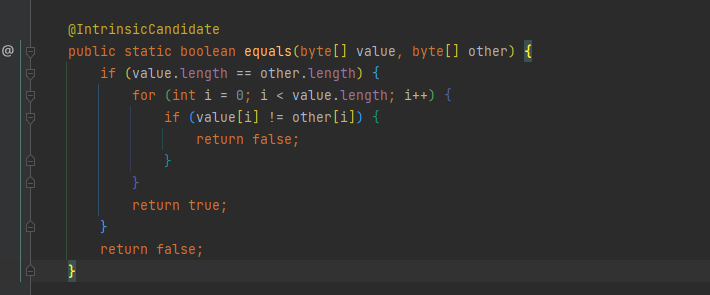 @IntrinsicCandidate
@ public static boolean equals(byte[] value, byte[] other) {
if (value.length == other.length) {
for (int i = 0; i < value.length; i++) {
if (value[i] != other[i]) {
return false;
}
}
return true;
}
return false;
}